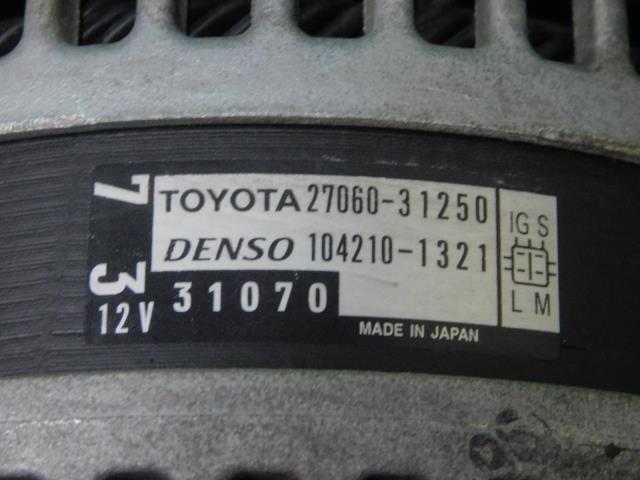 7 3
TOYOTA 27060-31250
DENSO 104210-1321
12V 31070
MADE IN JAPAN
IG S
L M